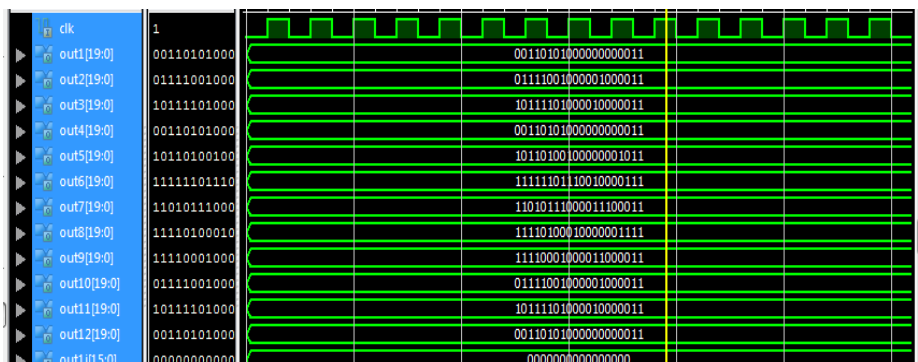 clk 1
out1[19:0] 00110101000 00110101000000000011
out2[19:0] 01111001000 01111001000001000011
out3[19:0] 10111101000 10111101000010000011
out4[19:0] 00110101000 00110101000000000011
out5[19:0] 10110100100 10110100100000001011
out6[19:0] 11111101110 11111101110010000111
out7[19:0] 11010111000 11010111000011100011
out8[19:0] 11110100010 11110100010000001111
out9[19:0] 11110001000 11110001000011000011
out10[19:0] 01111001000 01111001000001000011
out11[19:0] 10111101000 10111101000010000011
out12[19:0] 00110101000 00110101000000000011
out1i[15:0] 00000000000 0000000000000000